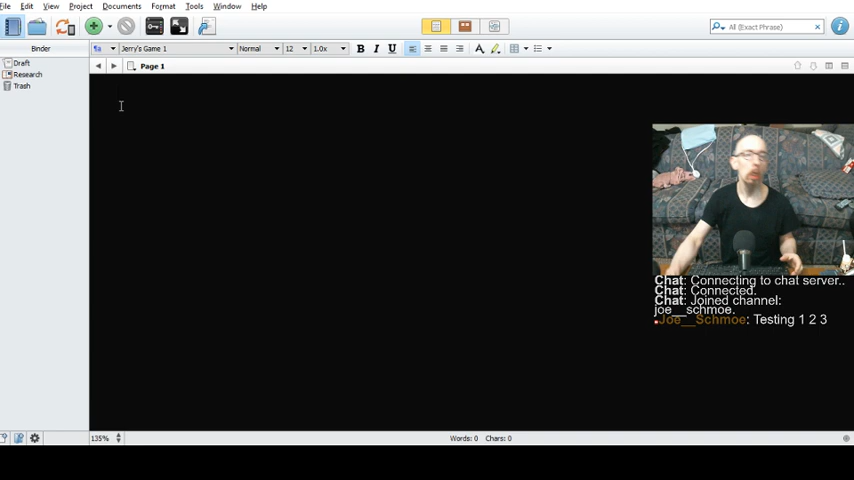 File Edit View Project Documents Format Tools Window Help
All (Exact Phrase)
Binder
¶a Jerry's Game 1 Normal 12 1.0x B I U A
Draft
Research
Trash
Page 1
Chat: Connecting to chat server..
Chat: Connected.
Chat: Joined channel:
joe__schmoe.
Joe__Schmoe: Testing 1 2 3
135%
Words: 0 Chars: 0